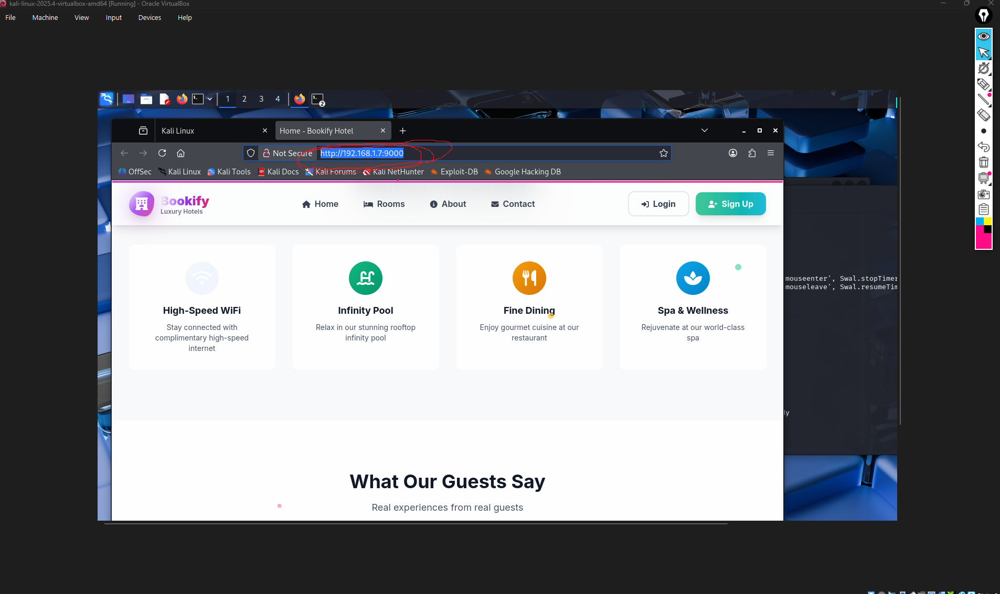 kali-linux-2025.4-virtualbox-amd64 [Running] - Oracle VirtualBox
File Machine View Input Devices Help
1 2 3 4 2
Kali Linux
Home - Bookify Hotel
Not Secure http://192.168.1.7:9000
OffSec Kali Linux Kali Tools Kali Docs Kali Forums Kali NetHunter Exploit-DB Google Hacking DB
Bookify
Luxury Hotels
Home Rooms About Contact
Login Sign Up
High-Speed WiFi
Stay connected with
complimentary high-speed
internet
Infinity Pool
Relax in our stunning rooftop
infinity pool
Fine Dining
Enjoy gourmet cuisine at our
restaurant
Spa & Wellness
Rejuvenate at our world-class
spa
mouseenter', Swal.stopTimer
mouseleave', Swal.resumeTim
ly
What Our Guests Say
Real experiences from real guests